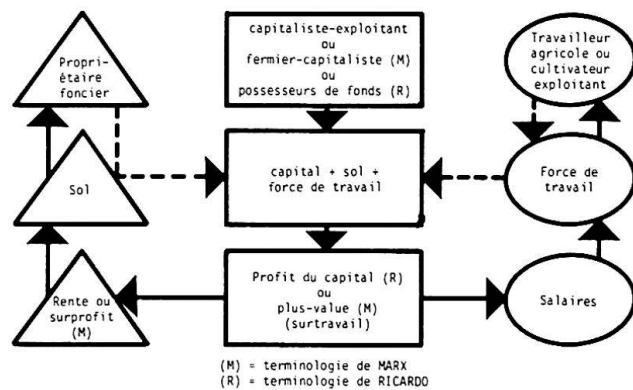 Propri-
étaire
foncier
capitaliste-exploitant
ou
fermier-capitaliste (M)
ou
possesseurs de fonds (R)
Travailleur
agricole ou
cultivateur
exploitant
Sol
capital + sol +
force de travail
Force de
travail
Rente ou
surprofit
(M)
Profit du capital (R)
ou
plus-value (M)
(surtravail)
Salaires
(M) = terminologie de MARX
(R) = terminologie de RICARDO